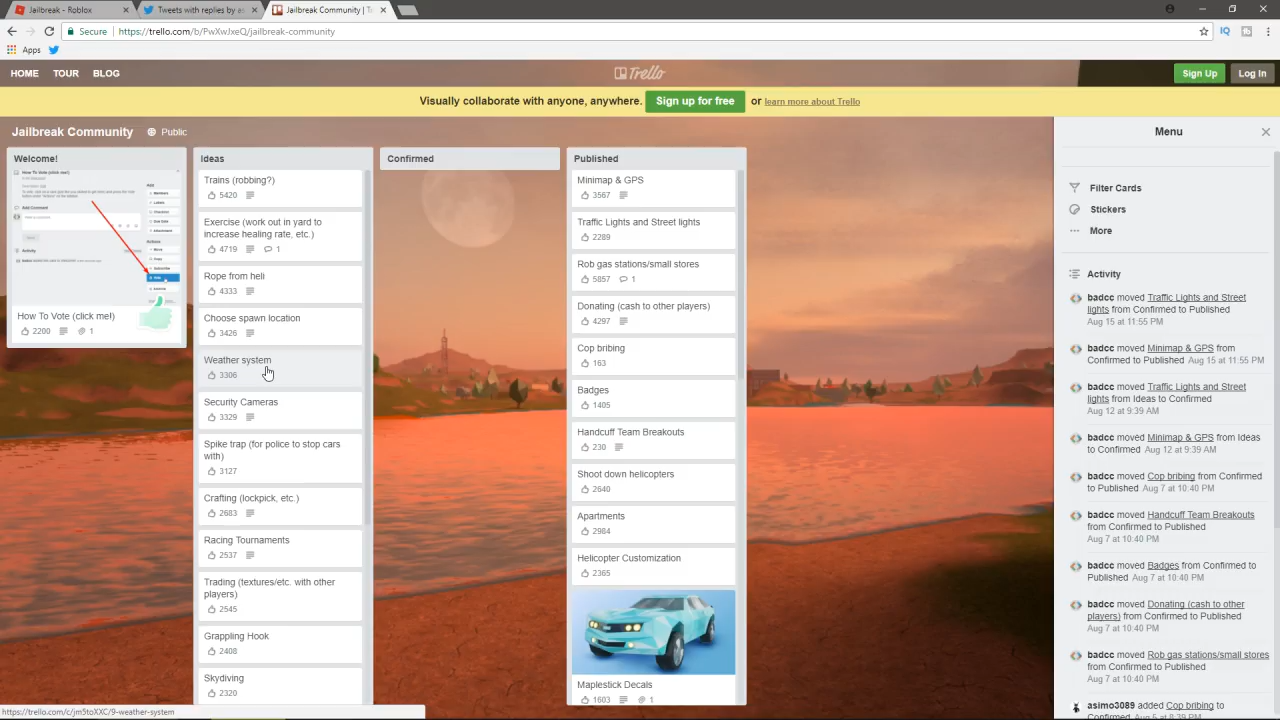 Jailbreak - Roblox
Tweets with replies by as
Jailbreak Community | T
Secure
https://trello.com/b/PwXwJxeQ/jailbreak-community
IQ
Apps
HOME TOUR BLOG
Trello
Sign Up
Log In
Visually collaborate with anyone, anywhere. Sign up for free or learn more about Trello
Jailbreak Community
Public
Welcome!
How To Vote (click me!)
How To Vote (click me!)
2200 1
Ideas
Trains (robbing?)
5420
Exercise (work out in yard to
increase healing rate, etc.)
4719 1
Rope from heli
4333
Choose spawn location
3426
Weather system
3306
Security Cameras
3329
Spike trap (for police to stop cars
with)
3127
Crafting (lockpick, etc.)
2683
Racing Tournaments
2537
Trading (textures/etc. with other
players)
2545
Grappling Hook
2408
Skydiving
2320
Confirmed
Published
Minimap & GPS
3567
Traffic Lights and Street lights
2289
Rob gas stations/small stores
5857 1
Donating (cash to other players)
4297
Cop bribing
163
Badges
1405
Handcuff Team Breakouts
230
Shoot down helicopters
2640
Apartments
2984
Helicopter Customization
2365
Maplestick Decals
1603 1
Menu
Filter Cards
Stickers
More
Activity
badcc moved Traffic Lights and Street
lights from Confirmed to Published
Aug 15 at 11:55 PM
badcc moved Minimap & GPS from
Confirmed to Published Aug 15 at 11:55 PM
badcc moved Traffic Lights and Street
lights from Ideas to Confirmed
Aug 12 at 9:39 AM
badcc moved Minimap & GPS from Ideas
to Confirmed Aug 12 at 9:39 AM
badcc moved Cop bribing from Confirmed
to Published Aug 7 at 10:40 PM
badcc moved Handcuff Team Breakouts
from Confirmed to Published
Aug 7 at 10:40 PM
badcc moved Badges from Confirmed to
Published Aug 7 at 10:40 PM
badcc moved Donating (cash to other
players) from Confirmed to Published
Aug 7 at 10:40 PM
badcc moved Rob gas stations/small stores
from Confirmed to Published
Aug 7 at 10:40 PM
asimo3089 added Cop bribing to
Confirmed Aug 5 at 8:39 PM
https://trello.com/c/jm5toXXC/9-weather-system